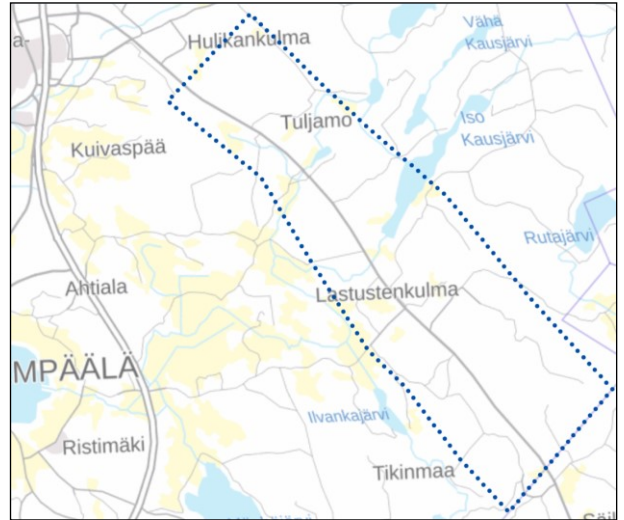 Väha
Kausjärvi
Hulikankulma
a-
Iso
Kausjärvi
Tuljamo
Kuivaspää
Rutajärvi
Ahtiala
Lastustenkulma
MPÄÄLÄ
Ilvankajärvi
Ristimäki
Tikinmaa